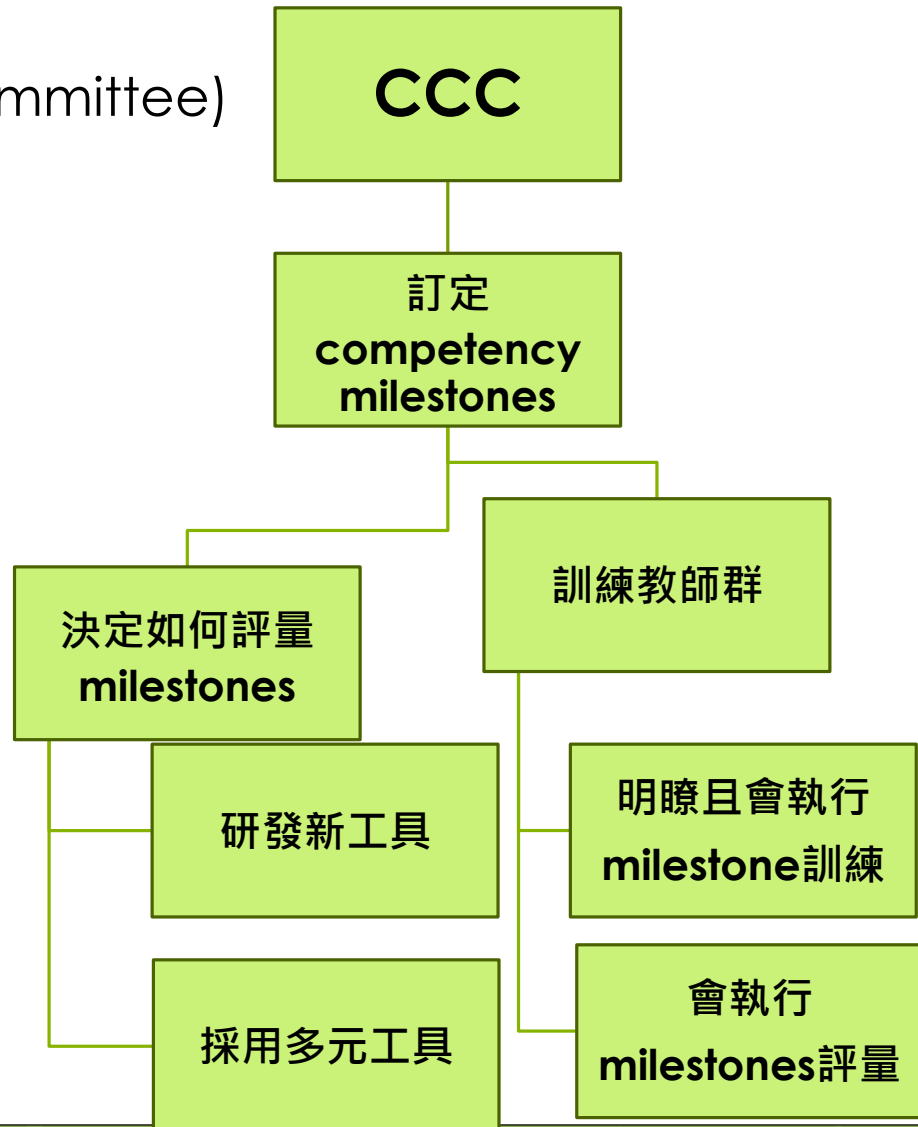 mmittee)
CCC
訂定
competency
milestones
決定如何評量
milestones
訓練教師群
研發新工具
採用多元工具
明瞭且會執行
milestone訓練
會執行
milestones評量